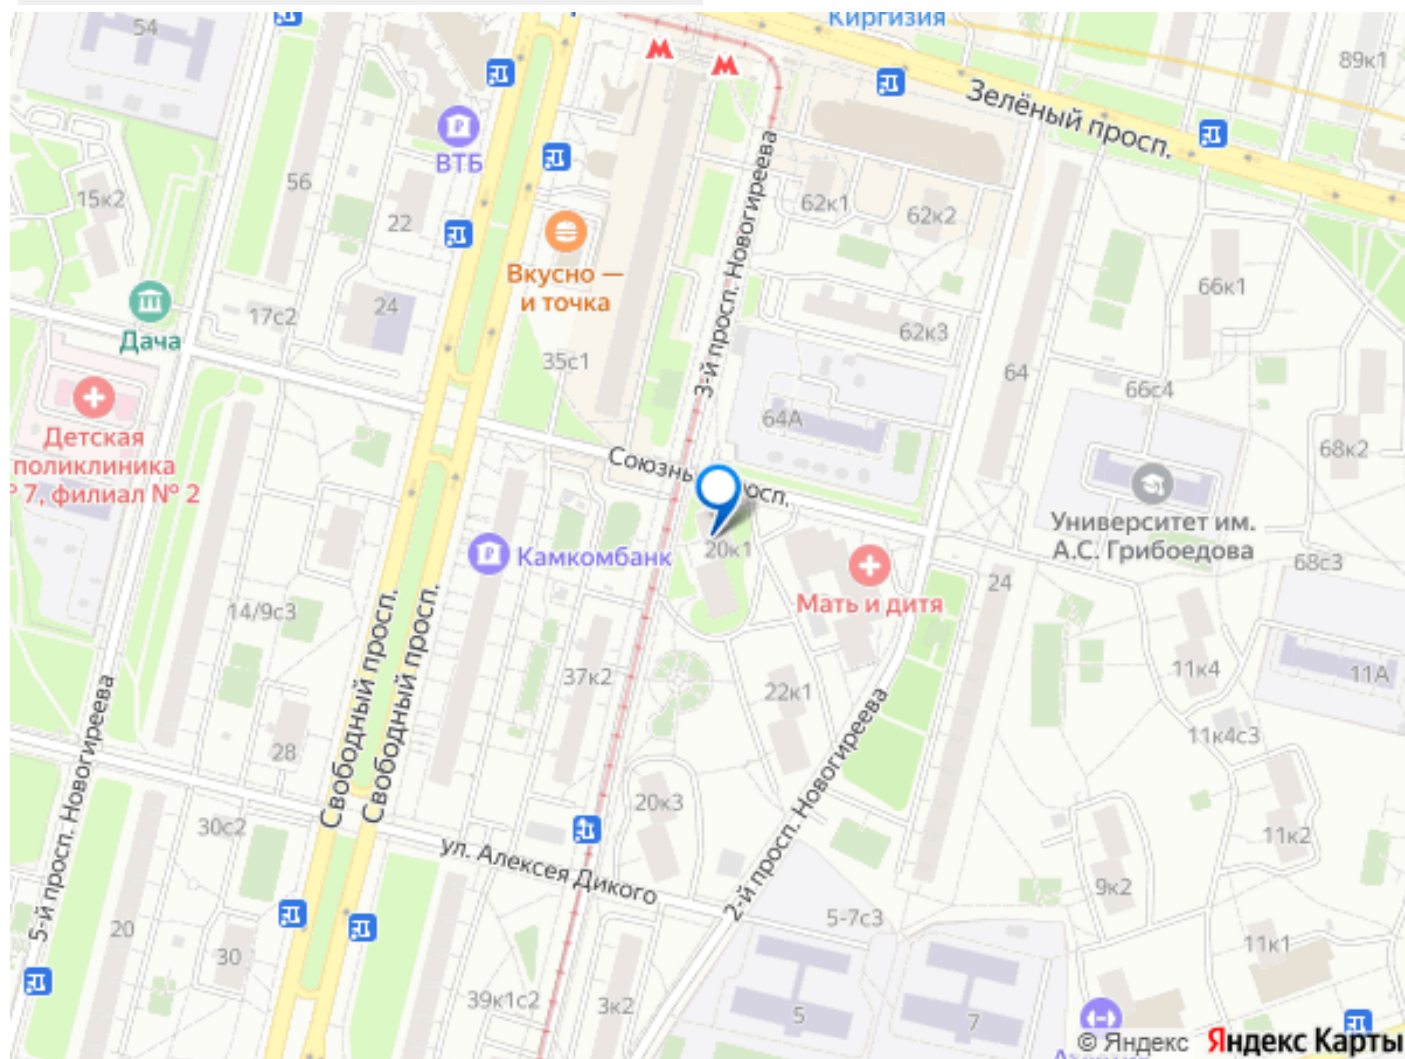 54
Киргизия
89к1
Зелёный просп.
ВТБ
56
15к2
22
62к1
62к2
3-й просп. Новогиреева
Вкусно —
и точка
66к1
17с2
24
Дача
62к3
35с1
64
66с4
64А
68к2
Детская
поликлиника
7, филиал № 2
Союзн
осп.
Университет им.
А.С. Грибоедова
20к1
Камкомбанк
68с3
24
Мать и дитя
14/9с3
Свободный просп.
Свободный просп.
11к4
11А
37к2
22к1
28
11к4с3
5-й просп. Новогиреева
2-й просп. Новогиреева
20к3
30с2
11к2
ул. Алексея Дикого
9к2
5-7с3
20
30
11к1
39к1с2
3к2
5
7
© Яндекс Яндекс Карты